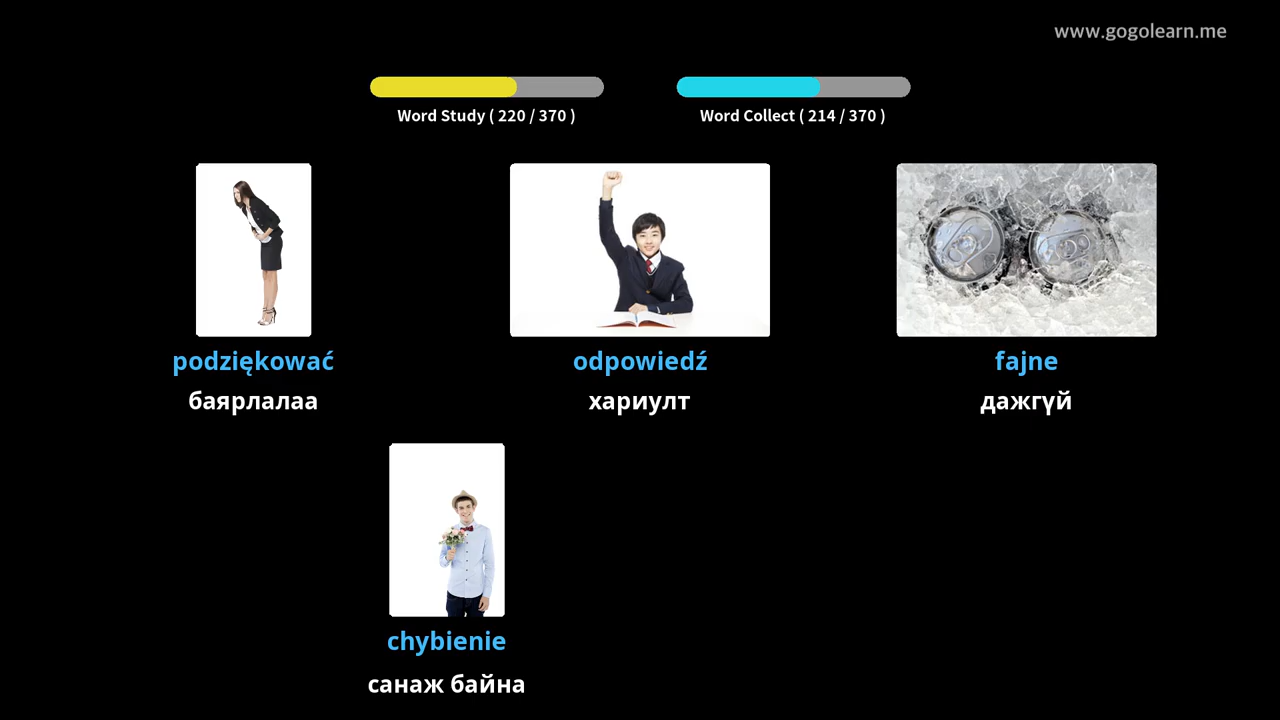 www.gogolearn.me
Word Study ( 220 / 370 )
Word Collect ( 214 / 370 )
podziękować
odpowiedź
fajne
баярлалаа
хариулт
дажгүй
chybienie
санаж байна